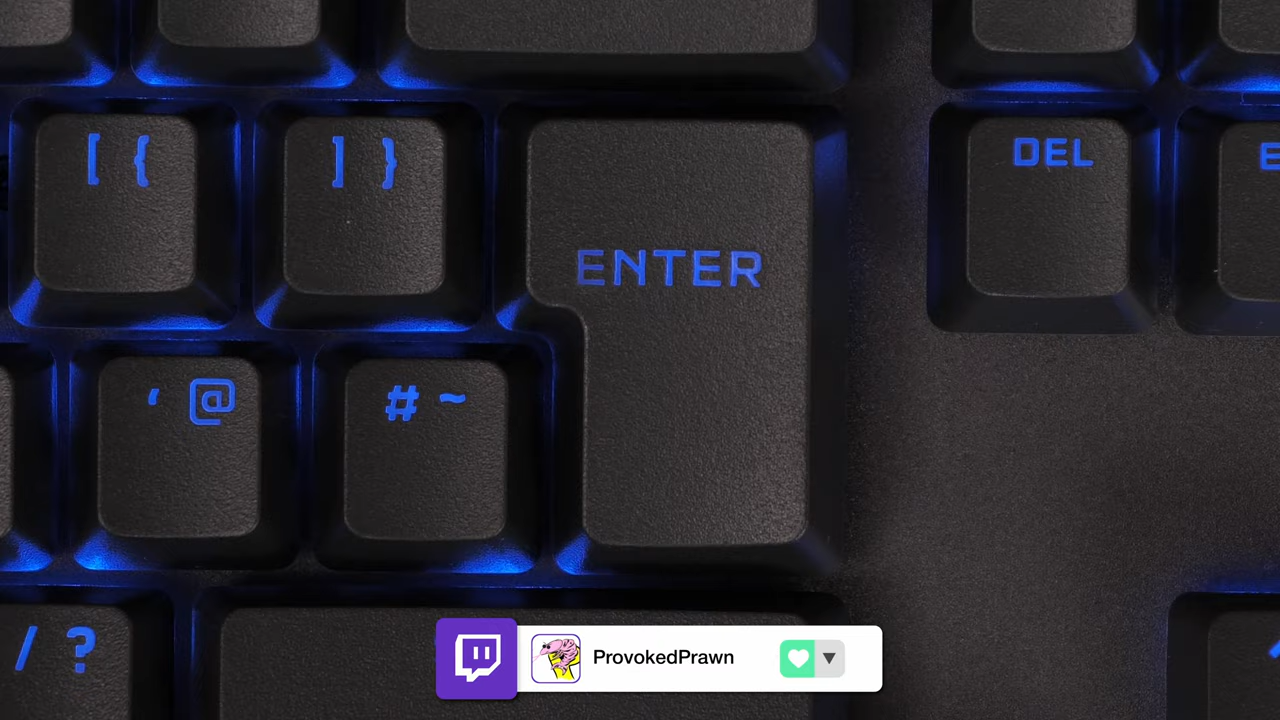 [ { ] } ENTER DEL
' @ # ~
/ ?
ProvokedPrawn